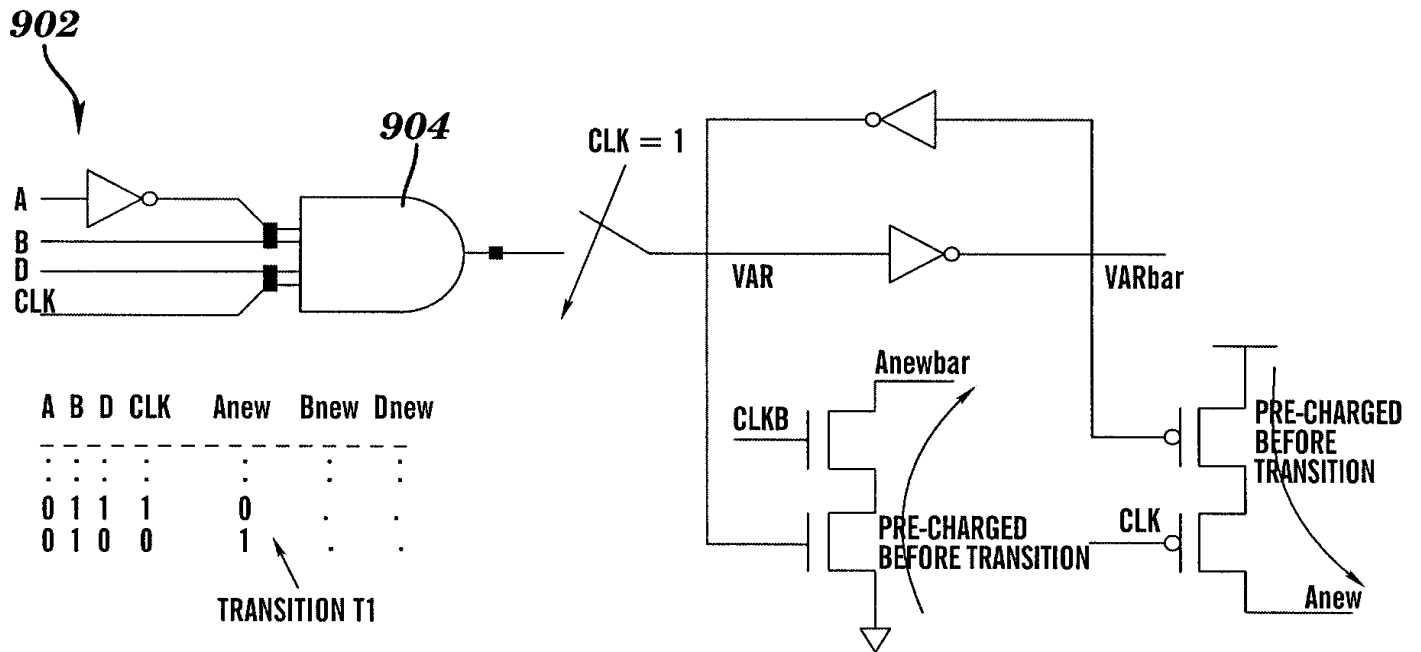 902
904
CLK = 1
A
B
D
CLK
VAR
VARbar
Anewbar
CLKB
PRE-CHARGED
BEFORE TRANSITION
PRE-CHARGED
BEFORE
TRANSITION
CLK
Anew
A B D CLK Anew Bnew Dnew
. . . . . . .
. . . . . . .
0 1 1 1 0 . .
0 1 0 0 1 . .
TRANSITION T1